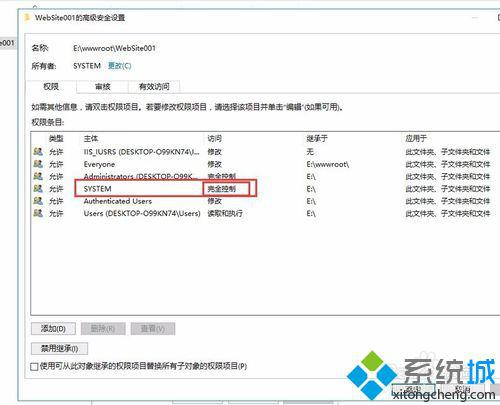 WebSite001的高级安全设置
site001
名称: E:\wwwroot\WebSite001
所有者: SYSTEM 更改(C)
权限 审核 有效访问
如需其他信息，请双击权限项目。若要修改权限项目，请选择该项目并单击"编辑"(如果可用)。
权限条目:
类型 主体 访问 继承于 应用于
允许 IIS_IUSRS (DESKTOP-O99KN74\I... 修改 无 此文件夹、子文件夹和文件
允许 Everyone 修改 E:\wwwroot\ 此文件夹、子文件夹和文件
允许 Administrators (DESKTOP-O99K... 完全控制 E:\ 此文件夹、子文件夹和文件
允许 SYSTEM 完全控制 E:\ 此文件夹、子文件夹和文件
允许 Authenticated Users 修改 E:\ 此文件夹、子文件夹和文件
允许 Users (DESKTOP-O99KN74\Users) 读取和执行 E:\ 此文件夹、子文件夹和文件
添加(D) 删除(R) 查看(V)
禁用继承(I)
使用可从此对象继承的权限项目替换所有子对象的权限项目(P)
系统城
xitongcheng.com